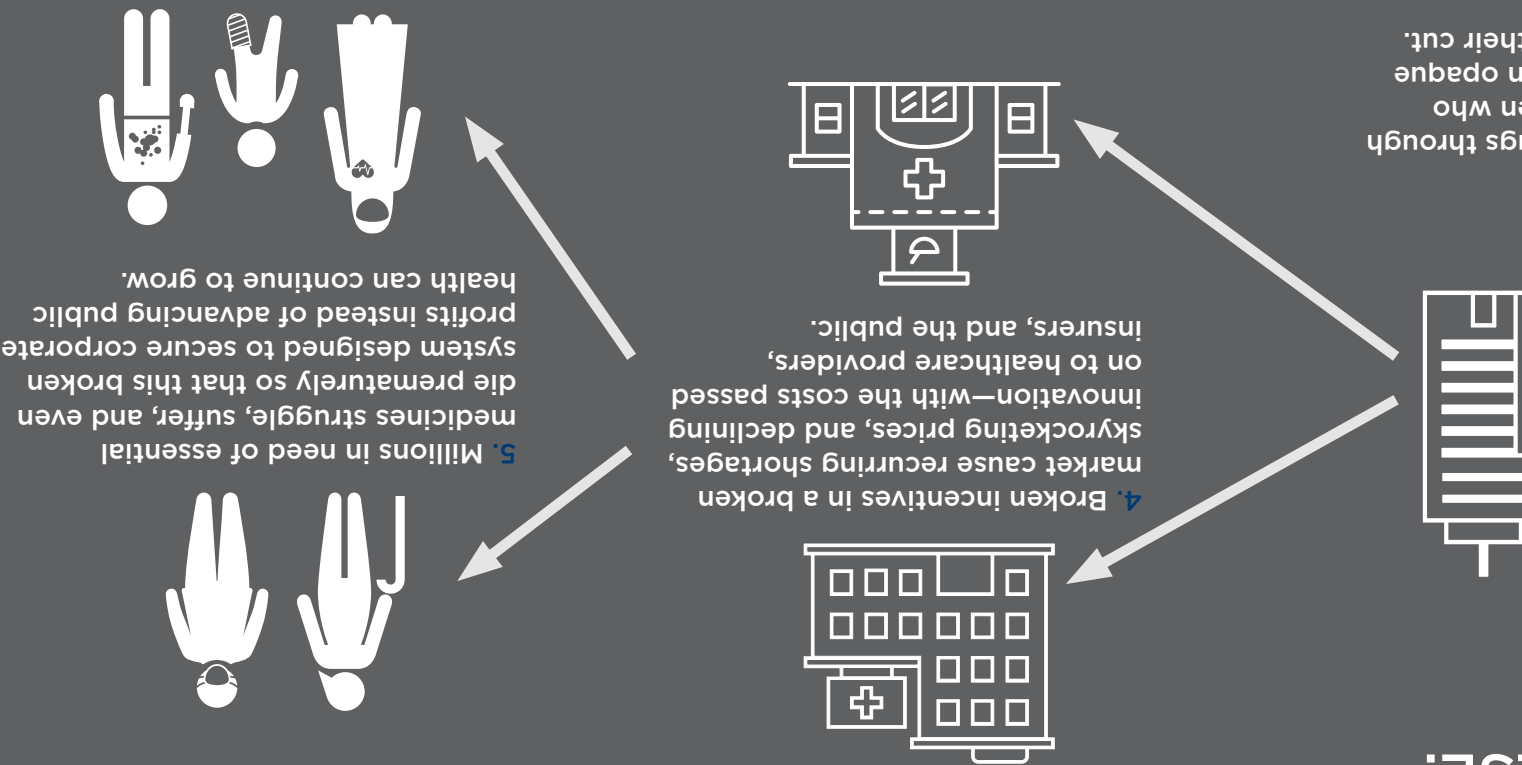 through
who
opaque
their cut.
4. Broken incentives in a broken
market cause recurring shortages,
skyrocketing prices, and declining
innovation—with the costs passed
on to healthcare providers,
insurers, and the public.
5. Millions in need of essential
medicines struggle, suffer, and even
die prematurely so that this broken
system designed to secure corporate
profits instead of advancing public
health can continue to grow.